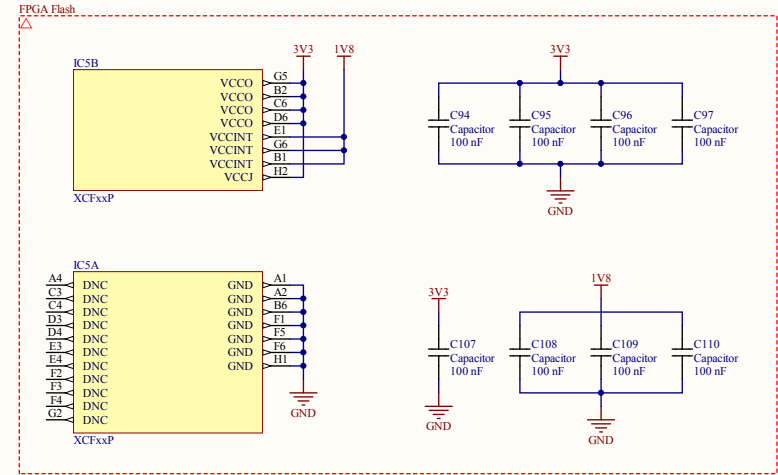 FPGA Flash
3V3 1V8
IC5B
VCCO G5
VCCO B2
VCCO C6
VCCO D6
VCCINT E1
VCCINT G6
VCCINT B1
VCCJ H2
XCFxxP
3V3
C94
Capacitor
100 nF
C95
Capacitor
100 nF
C96
Capacitor
100 nF
C97
Capacitor
100 nF
GND
IC5A
A4 DNC GND A1
C3 DNC GND A2
C4 DNC GND B6
D3 DNC GND F1
D4 DNC GND F5
E3 DNC GND F6
E4 DNC GND H1
F2 DNC
F3 DNC
F4 DNC
G2 DNC
XCFxxP
GND
3V3
C107
Capacitor
100 nF
GND
1V8
C108
Capacitor
100 nF
C109
Capacitor
100 nF
C110
Capacitor
100 nF
GND